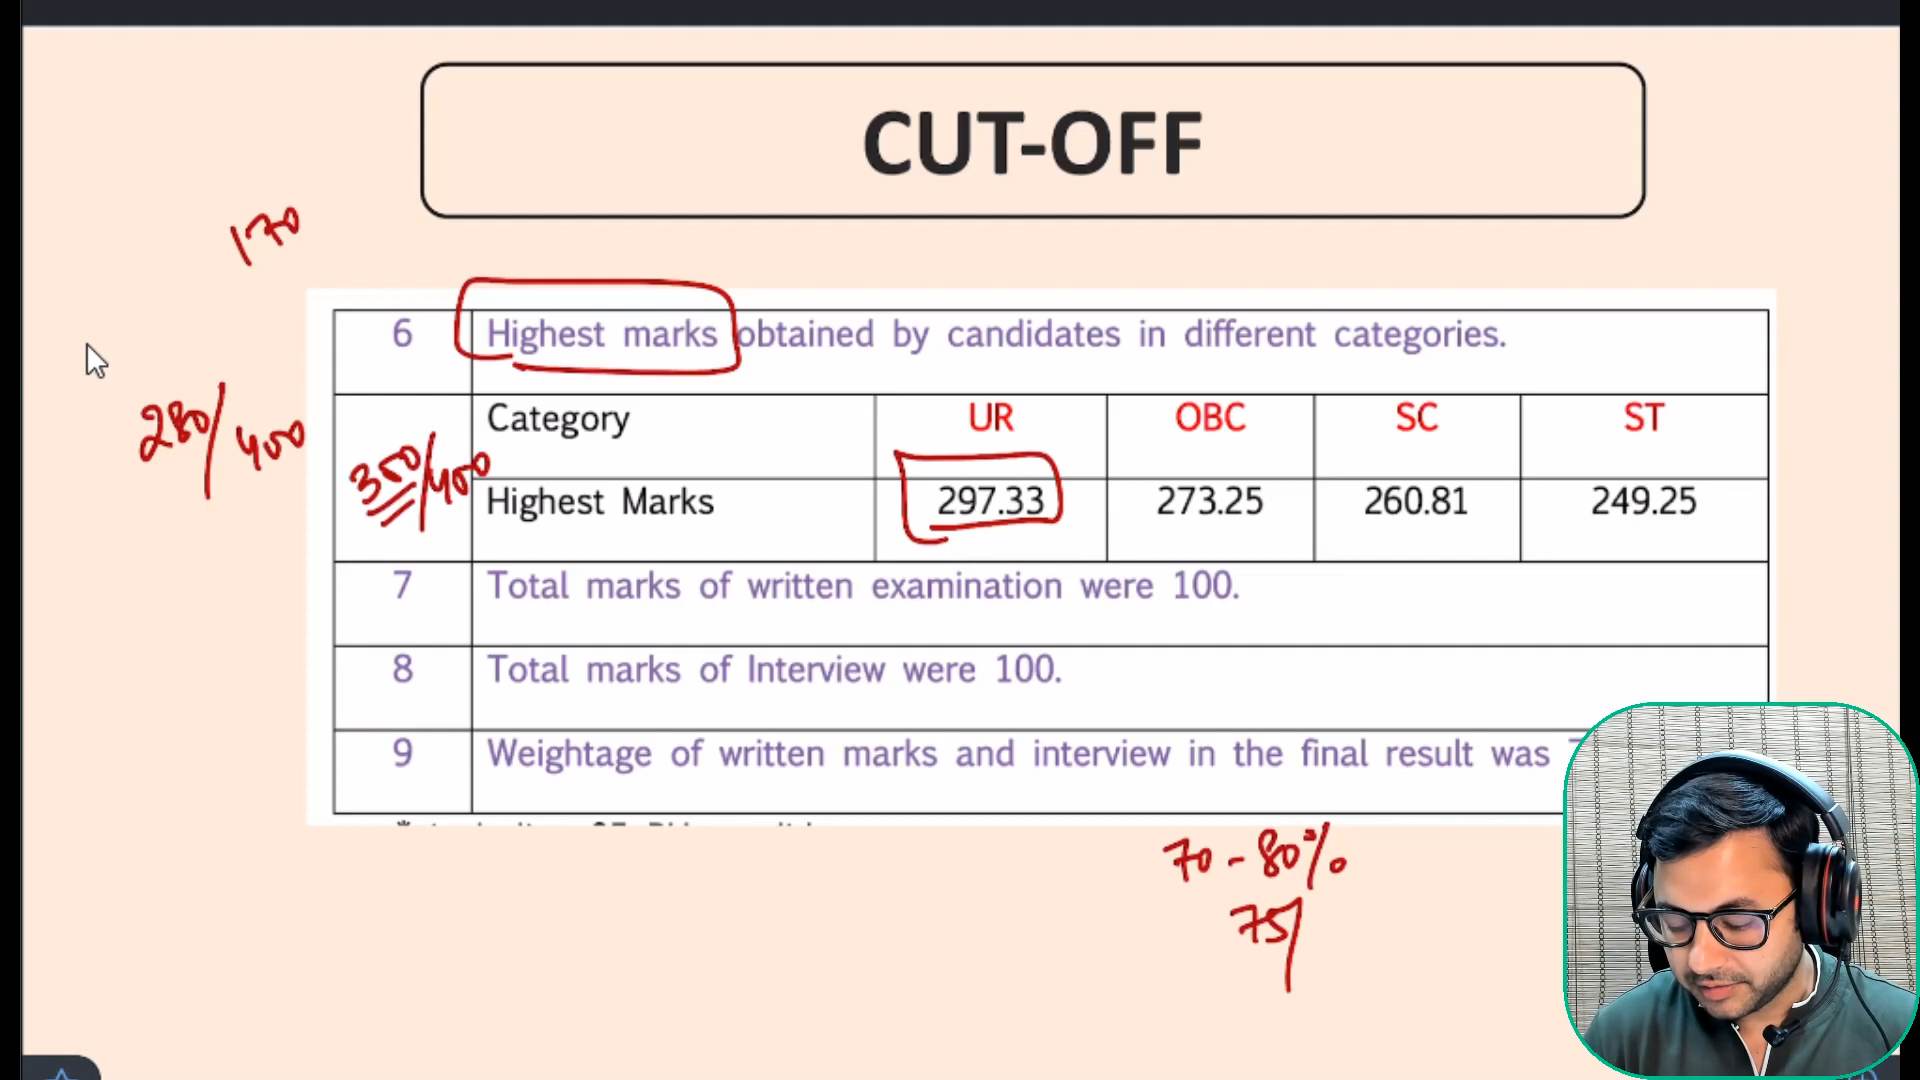 CUT-OFF
170
6 Highest marks obtained by candidates in different categories.
280/400
Category UR OBC SC ST
350/400
Highest Marks 297.33 273.25 260.81 249.25
7 Total marks of written examination were 100.
8 Total marks of Interview were 100.
9 Weightage of written marks and interview in the final result was
70-80%
75/